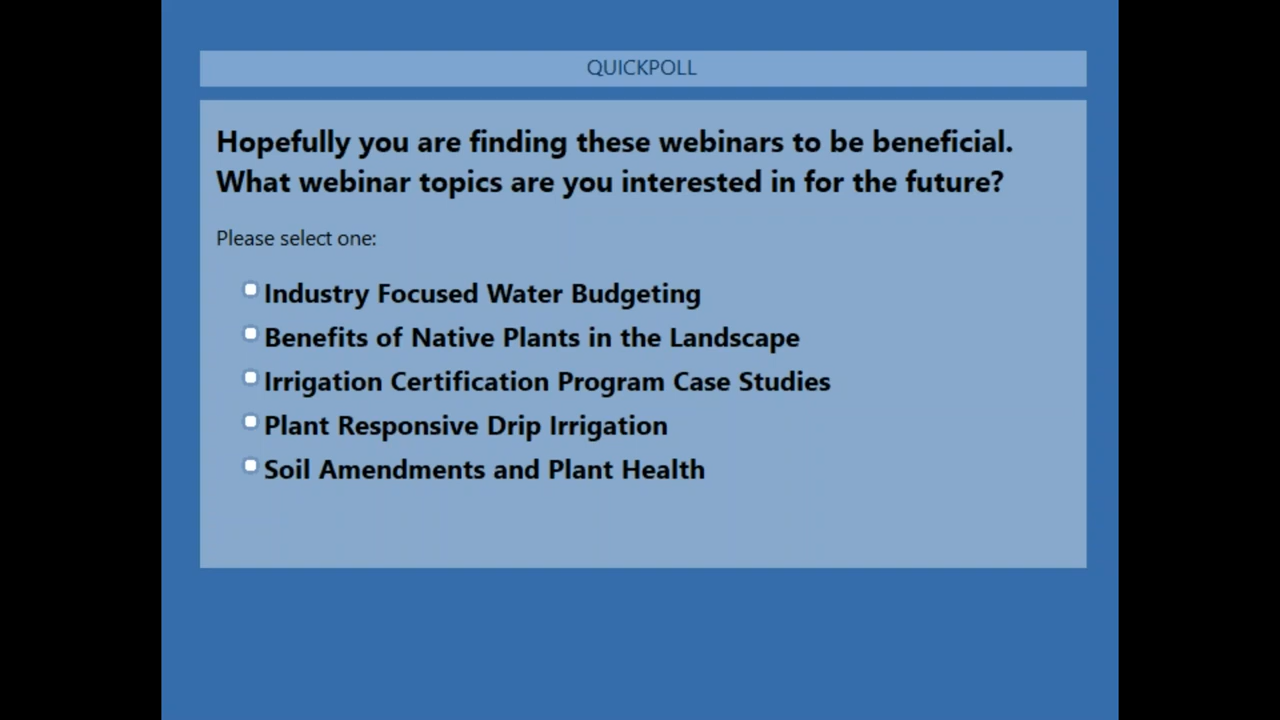 QUICKPOLL
Hopefully you are finding these webinars to be beneficial.
What webinar topics are you interested in for the future?
Please select one:
Industry Focused Water Budgeting
Benefits of Native Plants in the Landscape
Irrigation Certification Program Case Studies
Plant Responsive Drip Irrigation
Soil Amendments and Plant Health